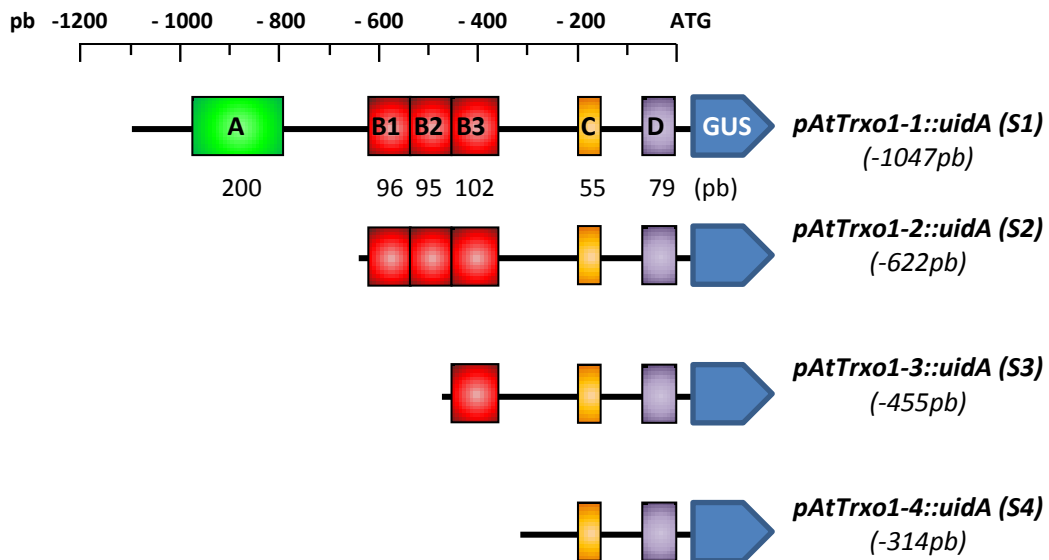 pb -1200 - 1000 - 800 - 600 - 400 - 200 ATG
A B1 B2 B3 C D GUS
pAtTrxo1-1::uidA (S1)
(-1047pb)
200 96 95 102 55 79 (pb)
pAtTrxo1-2::uidA (S2)
(-622pb)
pAtTrxo1-3::uidA (S3)
(-455pb)
pAtTrxo1-4::uidA (S4)
(-314pb)